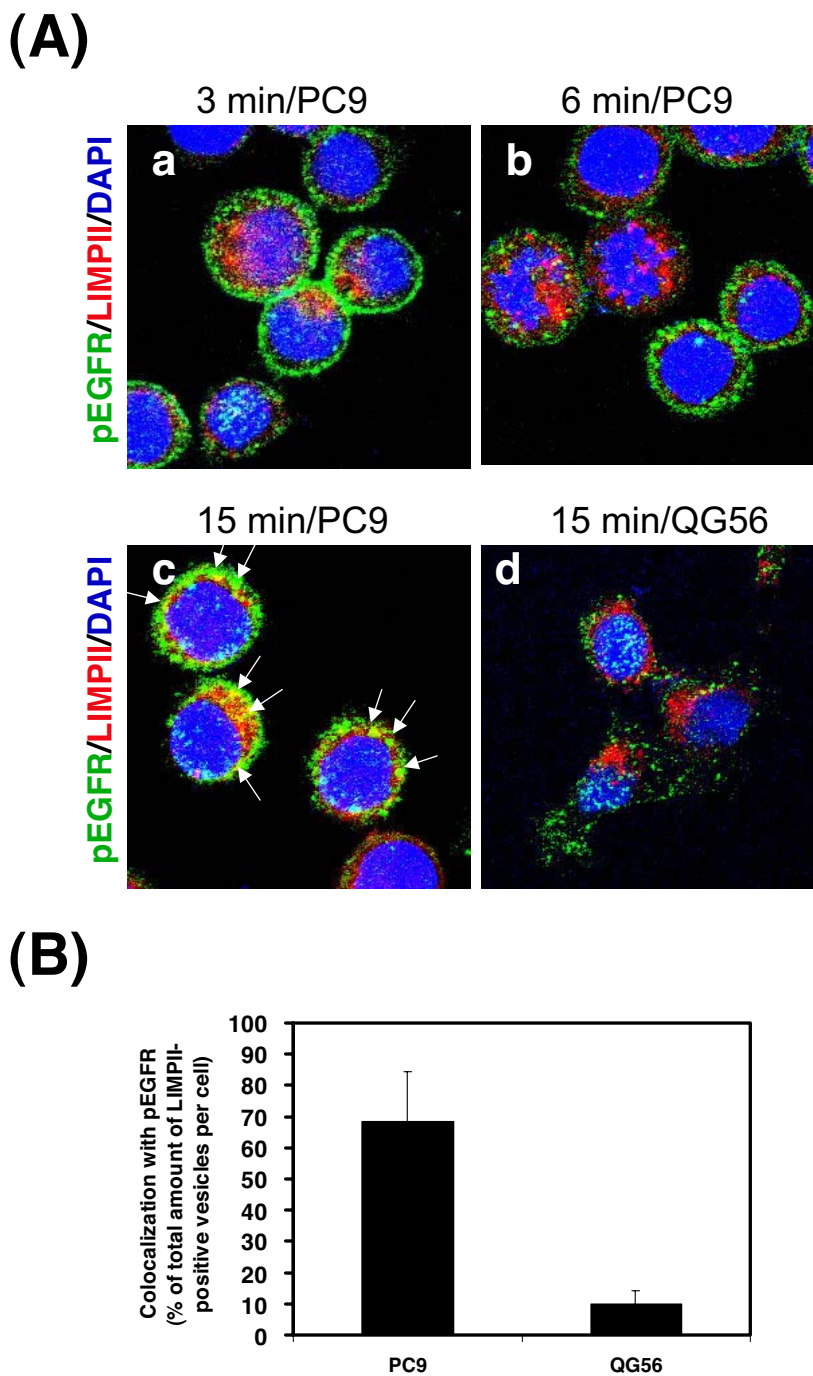 (A)
3 min/PC9
6 min/PC9
pEGFR/LIMPII/DAPI
a
b
15 min/PC9
15 min/QG56
pEGFR/LIMPII/DAPI
c
d
(B)
Colocalization with pEGFR
(% of total amount of LIMPII-
positive vesicles per cell)
100
90
80
70
60
50
40
30
20
10
0
PC9
QG56